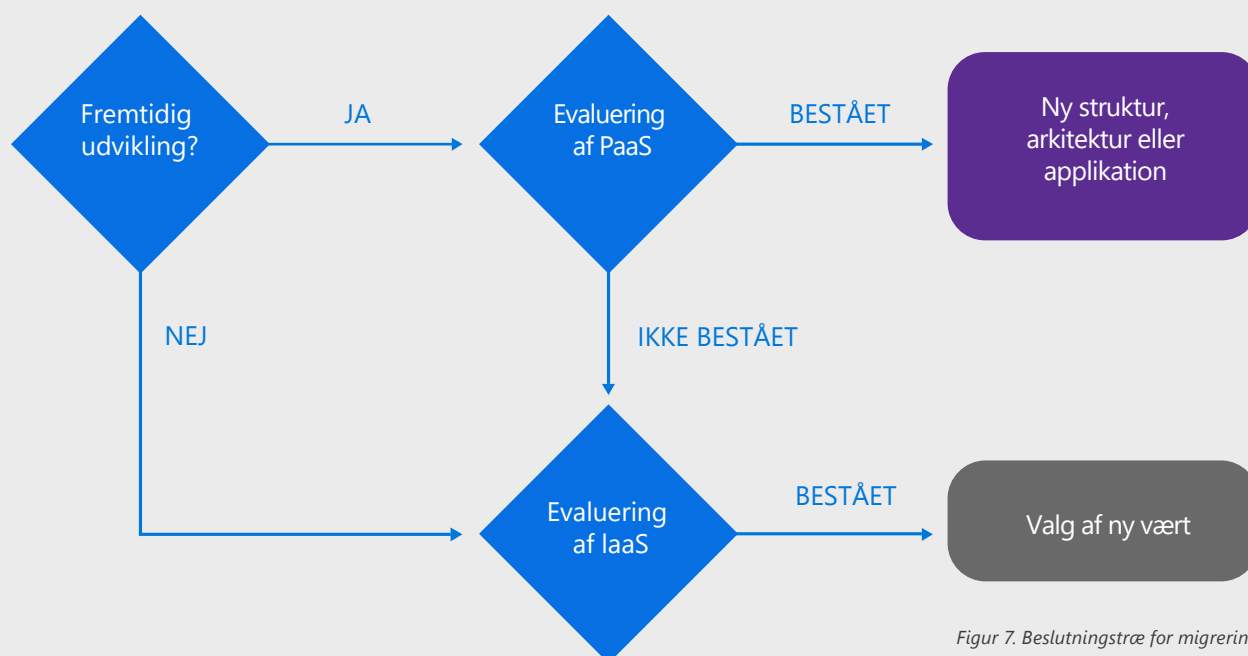 Fremtidig
udvikling?
JA
Evaluering
af PaaS
BESTÅET
Ny struktur,
arkitektur eller
applikation
NEJ
IKKE BESTÅET
Evaluering
af IaaS
BESTÅET
Valg af ny vært
Figur 7. Beslutningstræ for migrerin